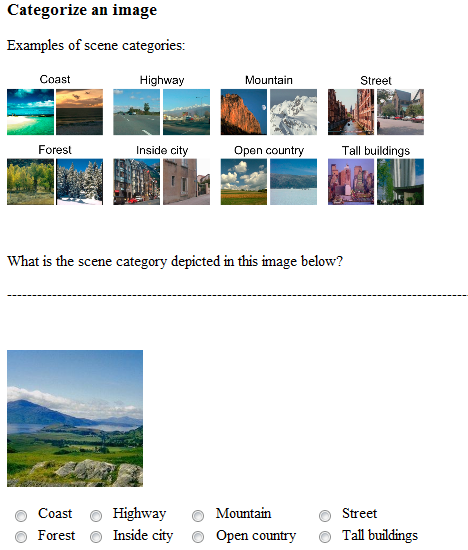 Categorize an image
Examples of scene categories:
Coast Highway Mountain Street
Forest Inside city Open country Tall buildings
What is the scene category depicted in this image below?
--------------------------------------------------------------------------------------------
Coast Highway Mountain Street
Forest Inside city Open country Tall buildings